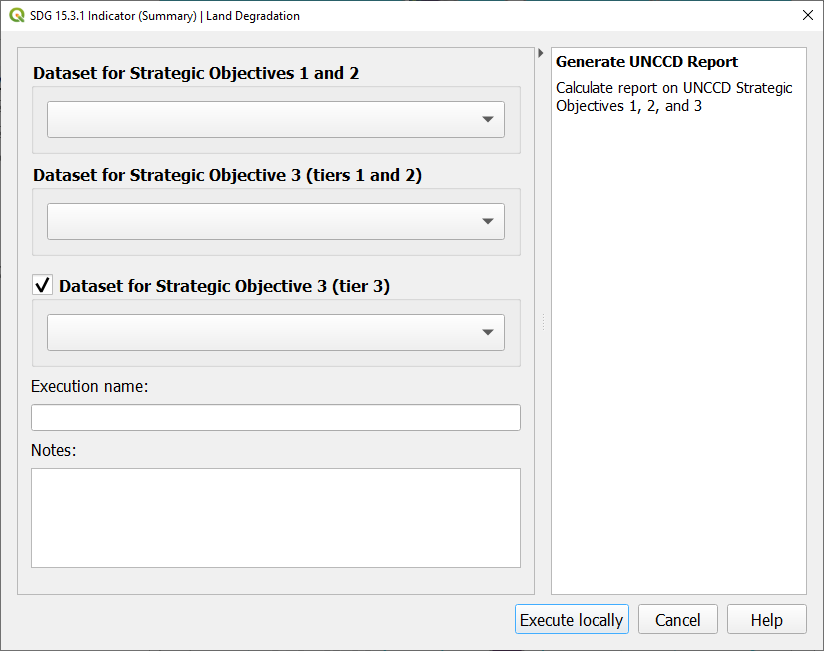 SDG 15.3.1 Indicator (Summary) | Land Degradation
Dataset for Strategic Objectives 1 and 2
Dataset for Strategic Objective 3 (tiers 1 and 2)
Dataset for Strategic Objective 3 (tier 3)
Execution name:
Notes:
Generate UNCCD Report
Calculate report on UNCCD Strategic
Objectives 1, 2, and 3
Execute locally
Cancel
Help